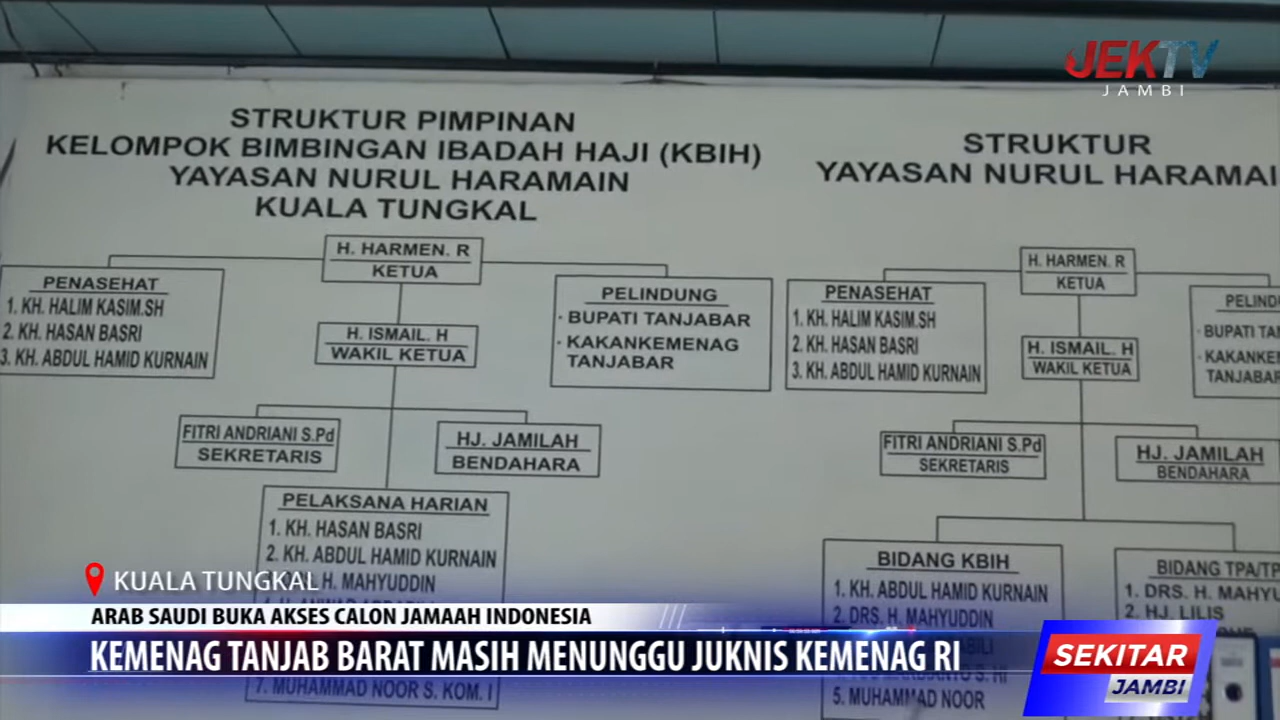 JEKTV
JAMBI
STRUKTUR PIMPINAN
KELOMPOK BIMBINGAN IBADAH HAJI (KBIH)
YAYASAN NURUL HARAMAIN
KUALA TUNGKAL
H. HARMEN. R
KETUA
PENASEHAT
1. KH. HALIM KASIM.SH
2. KH. HASAN BASRI
3. KH. ABDUL HAMID KURNAIN
H. ISMAIL. H
WAKIL KETUA
PELINDUNG
- BUPATI TANJABAR
- KAKANKEMENAG
TANJABAR
FITRI ANDRIANI S.Pd
SEKRETARIS
HJ. JAMILAH
BENDAHARA
PELAKSANA HARIAN
1. KH. HASAN BASRI
2. KH. ABDUL HAMID KURNAIN
H. MAHYUDDIN
7. MUHAMMAD NOOR S. KOM. I
STRUKTUR
YAYASAN NURUL HARAMAI
H. HARMEN. R
KETUA
PENASEHAT
1. KH. HALIM KASIM.SH
2. KH. HASAN BASRI
3. KH. ABDUL HAMID KURNAIN
H. ISMAIL. H
WAKIL KETUA
PELIND
- BUPATI TAN
- KAKANKEM
TANJABAR
FITRI ANDRIANI S.Pd
SEKRETARIS
HJ. JAMILAH
BENDAHARA
BIDANG KBIH
1. KH. ABDUL HAMID KURNAIN
2. DRS. H. MAHYUDDIN
5. MUHAMMAD NOOR
BIDANG TPA/TP
1. DRS. H. MAHYU
2. HJ. LILIS
KUALA TUNGKAL
ARAB SAUDI BUKA AKSES CALON JAMAAH INDONESIA
KEMENAG TANJAB BARAT MASIH MENUNGGU JUKNIS KEMENAG RI
SEKITAR
JAMBI